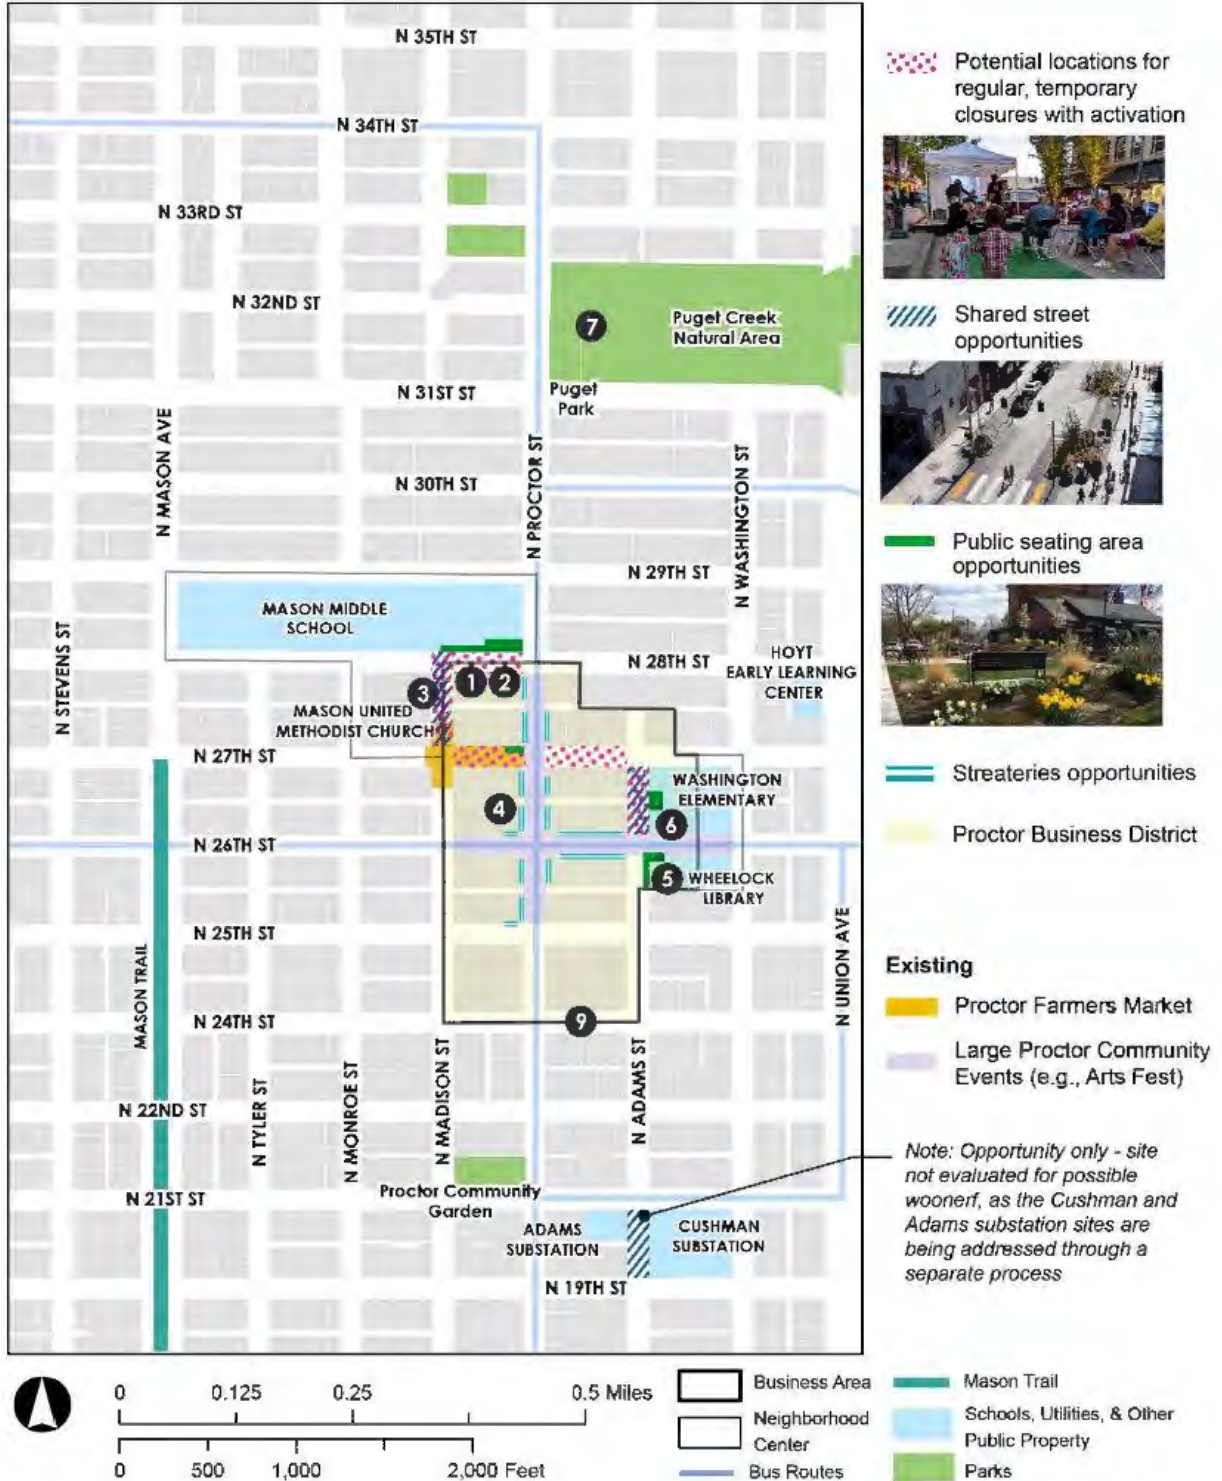 N 35TH ST
N 34TH ST
N 33RD ST
N 32ND ST
7
Puget Creek
Natural Area
N 31ST ST
Puget
Park
N MASON AVE
N PROCTOR ST
N WASHINGTON ST
N 30TH ST
N 29TH ST
MASON MIDDLE
SCHOOL
N STEVENS ST
N 28TH ST
HOYT
EARLY LEARNING
CENTER
1
2
3
MASON UNITED
METHODIST CHURCH
N 27TH ST
WASHINGTON
ELEMENTARY
4
6
N 26TH ST
5
WHEELOCK
LIBRARY
N 25TH ST
MASON TRAIL
N UNION AVE
N 24TH ST
9
N TYLER ST
N MONROE ST
N MADISON ST
N ADAMS ST
N 22ND ST
N 21ST ST
Proctor Community
Garden
ADAMS
SUBSTATION
CUSHMAN
SUBSTATION
N 19TH ST
Potential locations for
regular, temporary
closures with activation
Shared street
opportunities
Public seating area
opportunities
Streateries opportunities
Proctor Business District
Existing
Proctor Farmers Market
Large Proctor Community
Events (e.g., Arts Fest)
Note: Opportunity only - site
not evaluated for possible
woonerf, as the Cushman and
Adams substation sites are
being addressed through a
separate process
0 0.125 0.25 0.5 Miles
0 500 1,000 2,000 Feet
Business Area
Neighborhood
Center
Bus Routes
Mason Trail
Schools, Utilities, & Other
Public Property
Parks